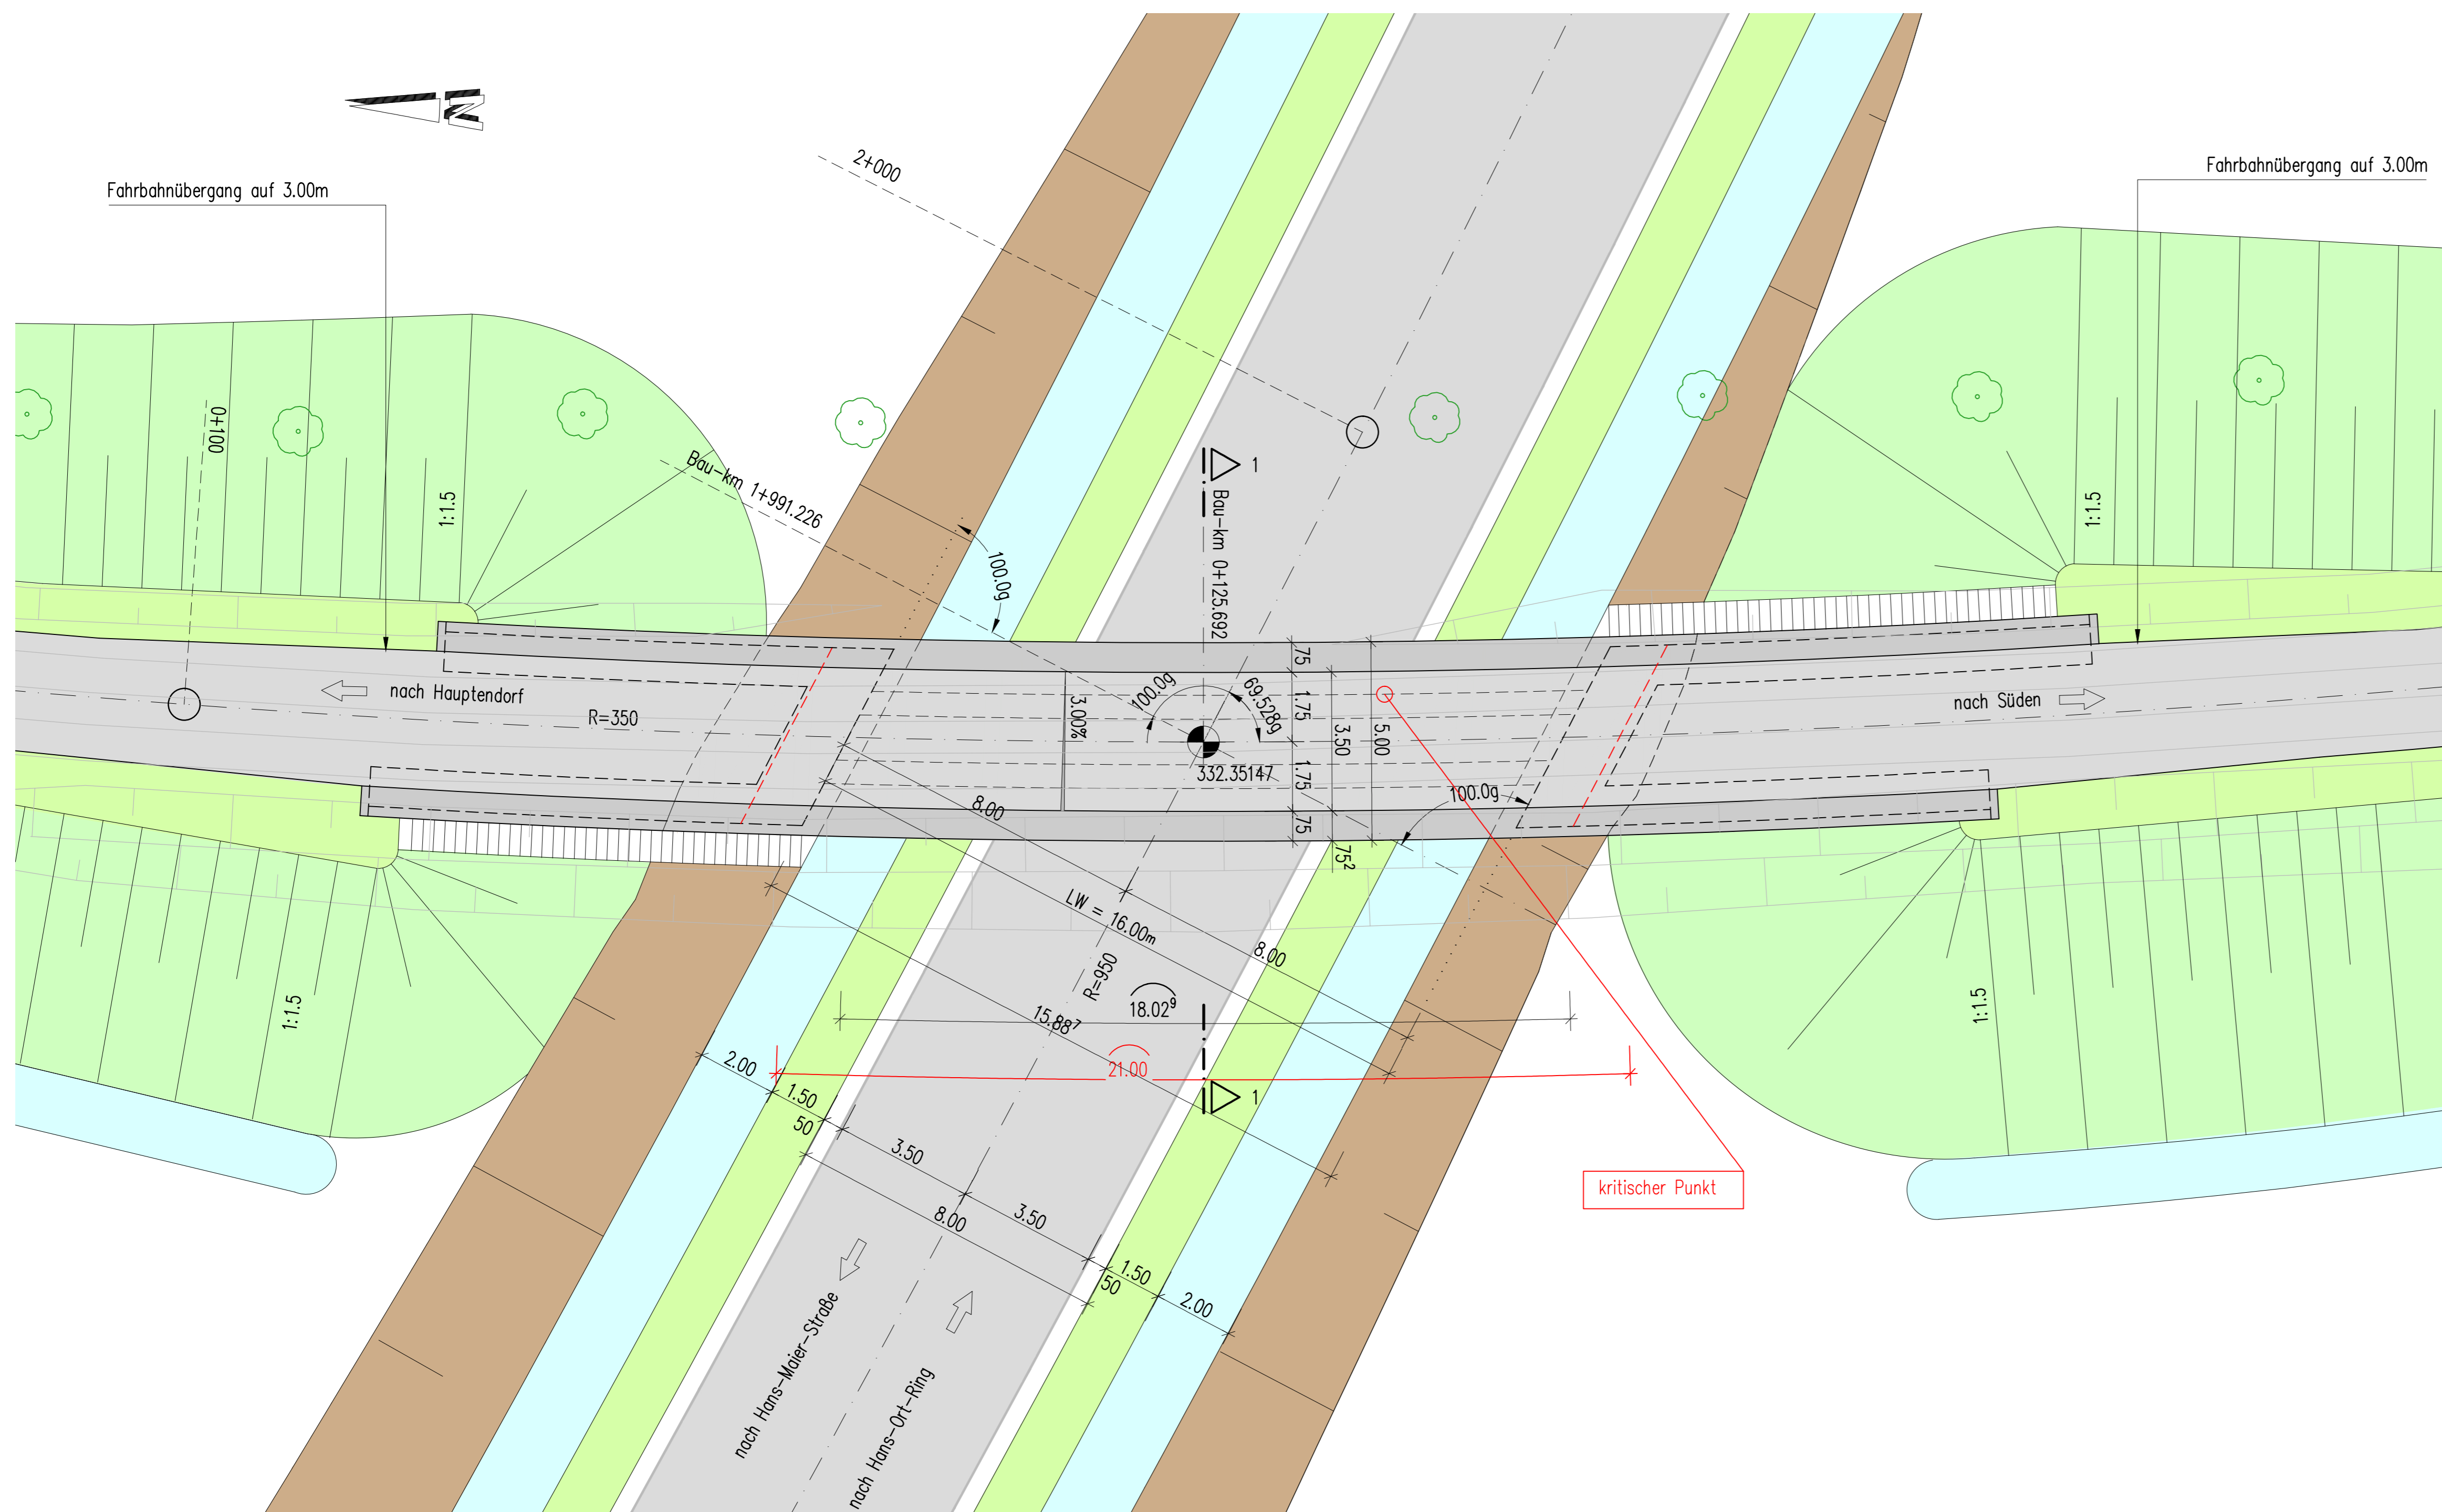 N
2+000
Fahrbahnübergang auf 3.00m
Fahrbahnübergang auf 3.00m
0+100
1:1.5
Bau-km 1+991.226
1
Bau-km 0+125.692
1:1.5
100.0g
75
nach Hauptendorf
R=350
3.00%
100.0g
69.528g
1.75
3.50
5.00
nach Süden
332.35147
1.75
100.0g
8.00
75
75²
LW = 16.00m
8.00
R=950
18.02⁹
15.88⁷
1:1.5
1:1.5
21.00
2.00
1.50
50
1
3.50
kritischer Punkt
8.00
3.50
1.50
50
2.00
nach Hans-Maier-Straße
nach Hans-Ort-Ring